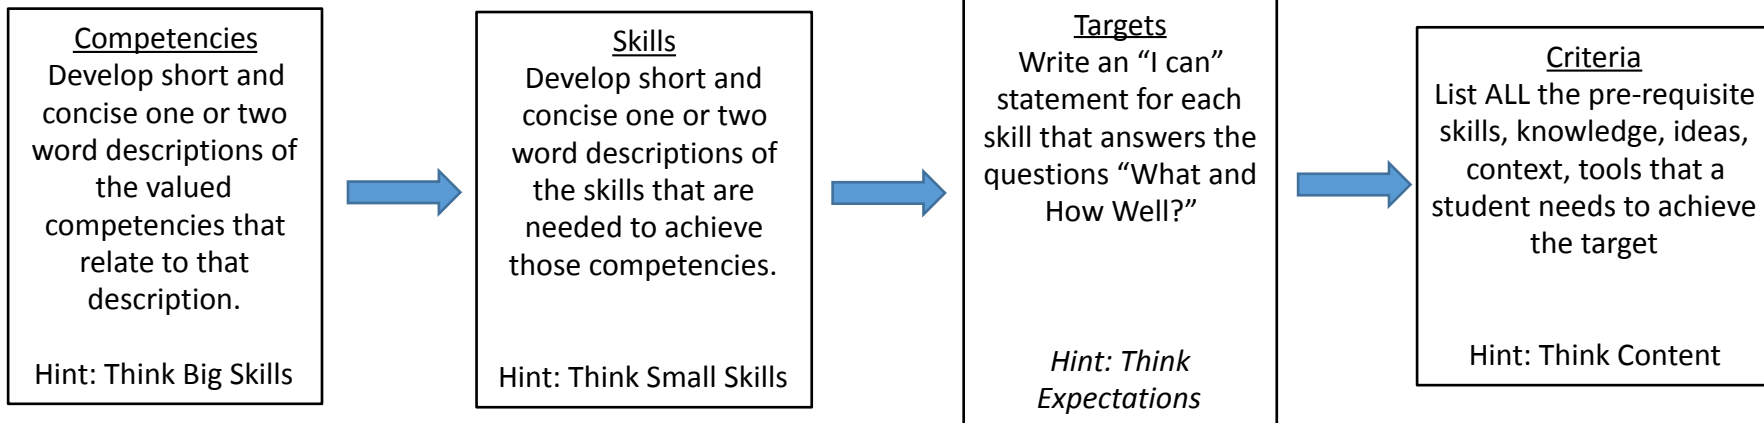 Competencies
Develop short and
concise one or two
word descriptions of
the valued
competencies that
relate to that
description.
Hint: Think Big Skills
Skills
Develop short and
concise one or two
word descriptions of
the skills that are
needed to achieve
those competencies.
Hint: Think Small Skills
Targets
Write an “I can”
statement for each
skill that answers the
questions “What and
How Well?”
Hint: Think
Expectations
Criteria
List ALL the pre-requisite
skills, knowledge, ideas,
context, tools that a
student needs to achieve
the target
Hint: Think Content